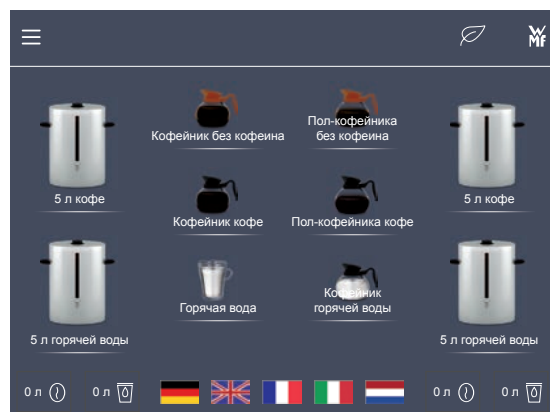 WMF
Кофейник без кофеина
Пол-кофейника
без кофеина
5 л кофе
Кофейник кофе
Пол-кофейника кофе
5 л кофе
Горячая вода
Кофейник
горячей воды
5 л горячей воды
5 л горячей воды
0 л
0 л
0 л
0 л